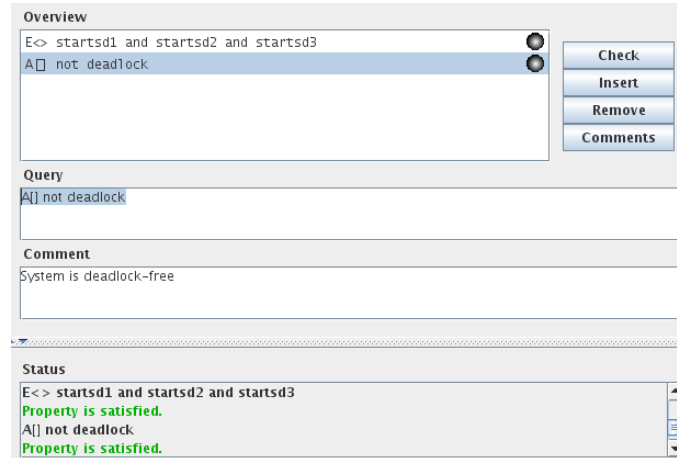 Overview
E<> startsd1 and startsd2 and startsd3
A▯ not deadlock
Check
Insert
Remove
Comments
Query
A[] not deadlock
Comment
System is deadlock-free
Status
E<> startsd1 and startsd2 and startsd3
Property is satisfied.
A[] not deadlock
Property is satisfied.